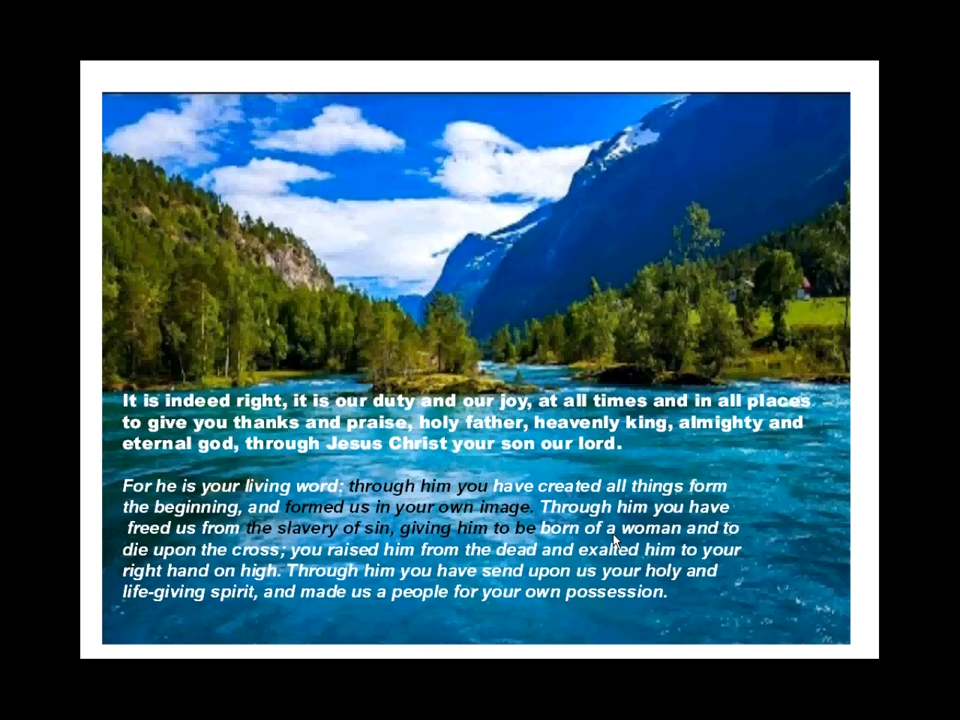 It is indeed right, it is our duty and our joy, at all times and in all places
to give you thanks and praise, holy father, heavenly king, almighty and
eternal god, through Jesus Christ your son our lord.
For he is your living word; through him you have created all things form
the beginning, and formed us in your own image. Through him you have
freed us from the slavery of sin, giving him to be born of a woman and to
die upon the cross; you raised him from the dead and exalted him to your
right hand on high. Through him you have send upon us your holy and
life-giving spirit, and made us a people for your own possession.